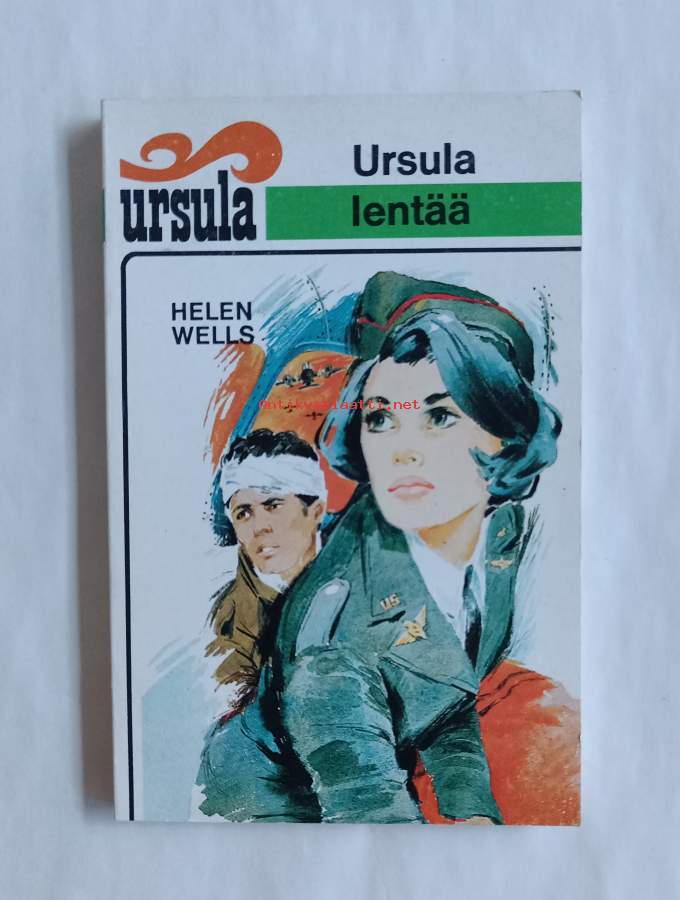 ursula
Ursula
lentää
HELEN
WELLS
Antikvariaatti.net
US